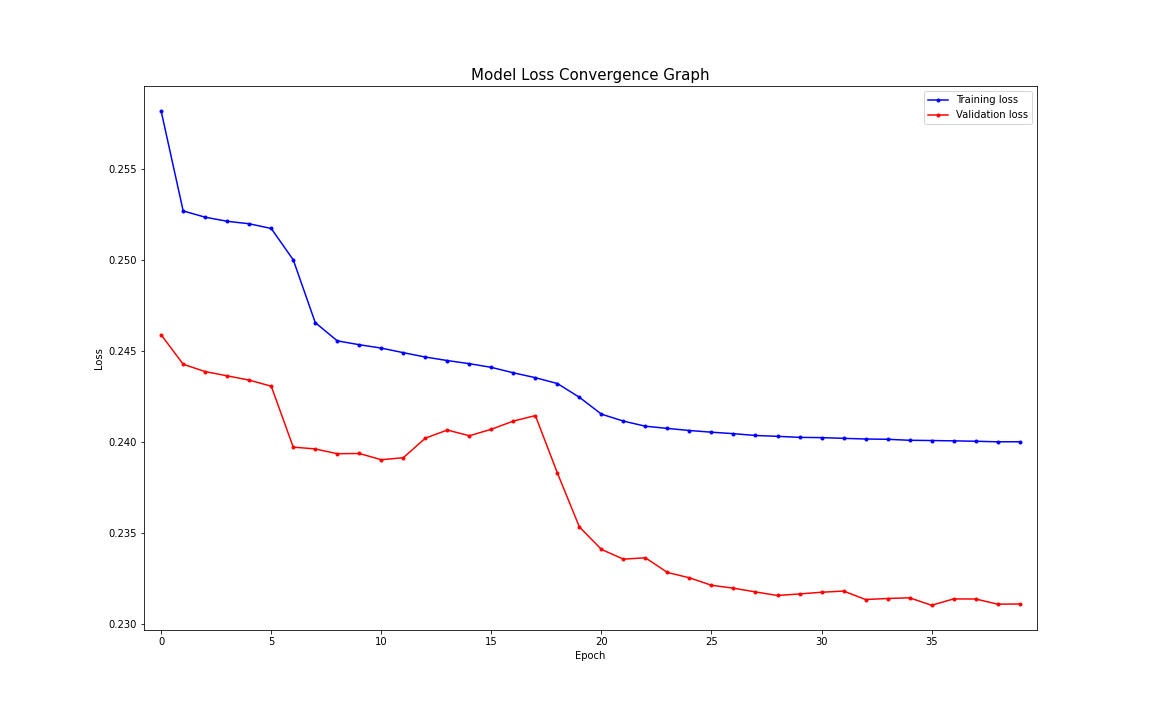 Model Loss Convergence Graph
Training loss
Validation loss
0.255
0.250
0.245
0.240
0.235
0.230
Loss
0 5 10 15 20 25 30 35
Epoch